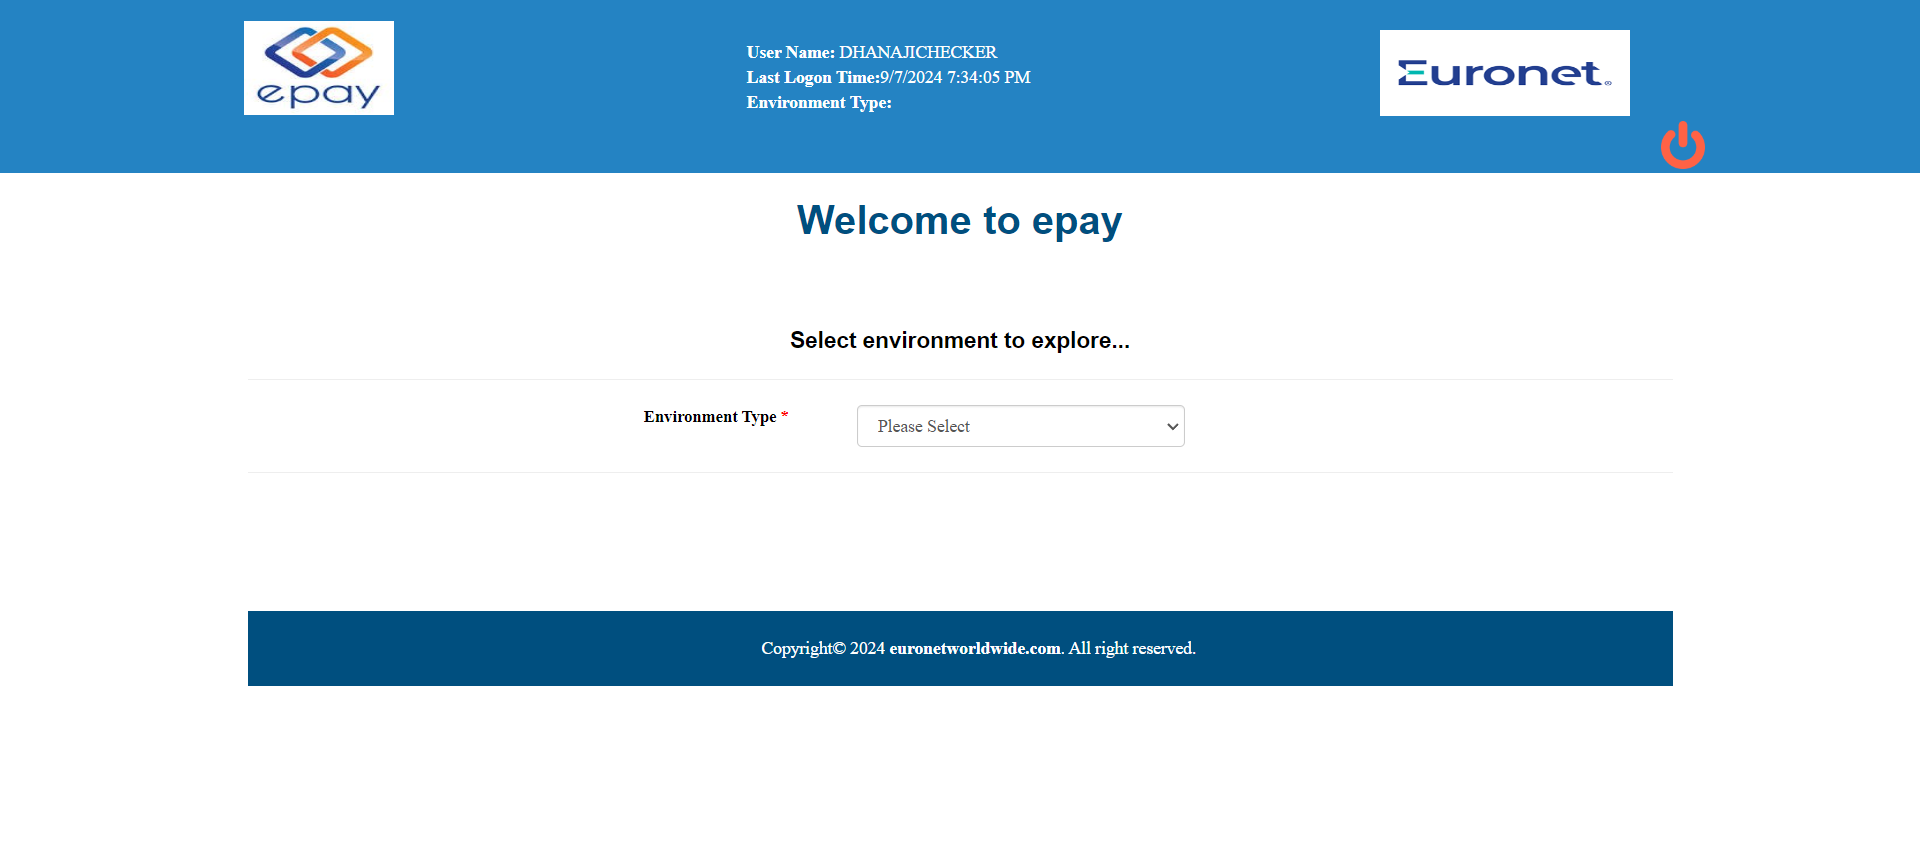 epay
User Name: DHANAJICHECKER
Last Logon Time:9/7/2024 7:34:05 PM
Environment Type:
Euronet®
Welcome to epay
Select environment to explore...
Environment Type *
Please Select
Copyright© 2024 euronetworldwide.com. All right reserved.